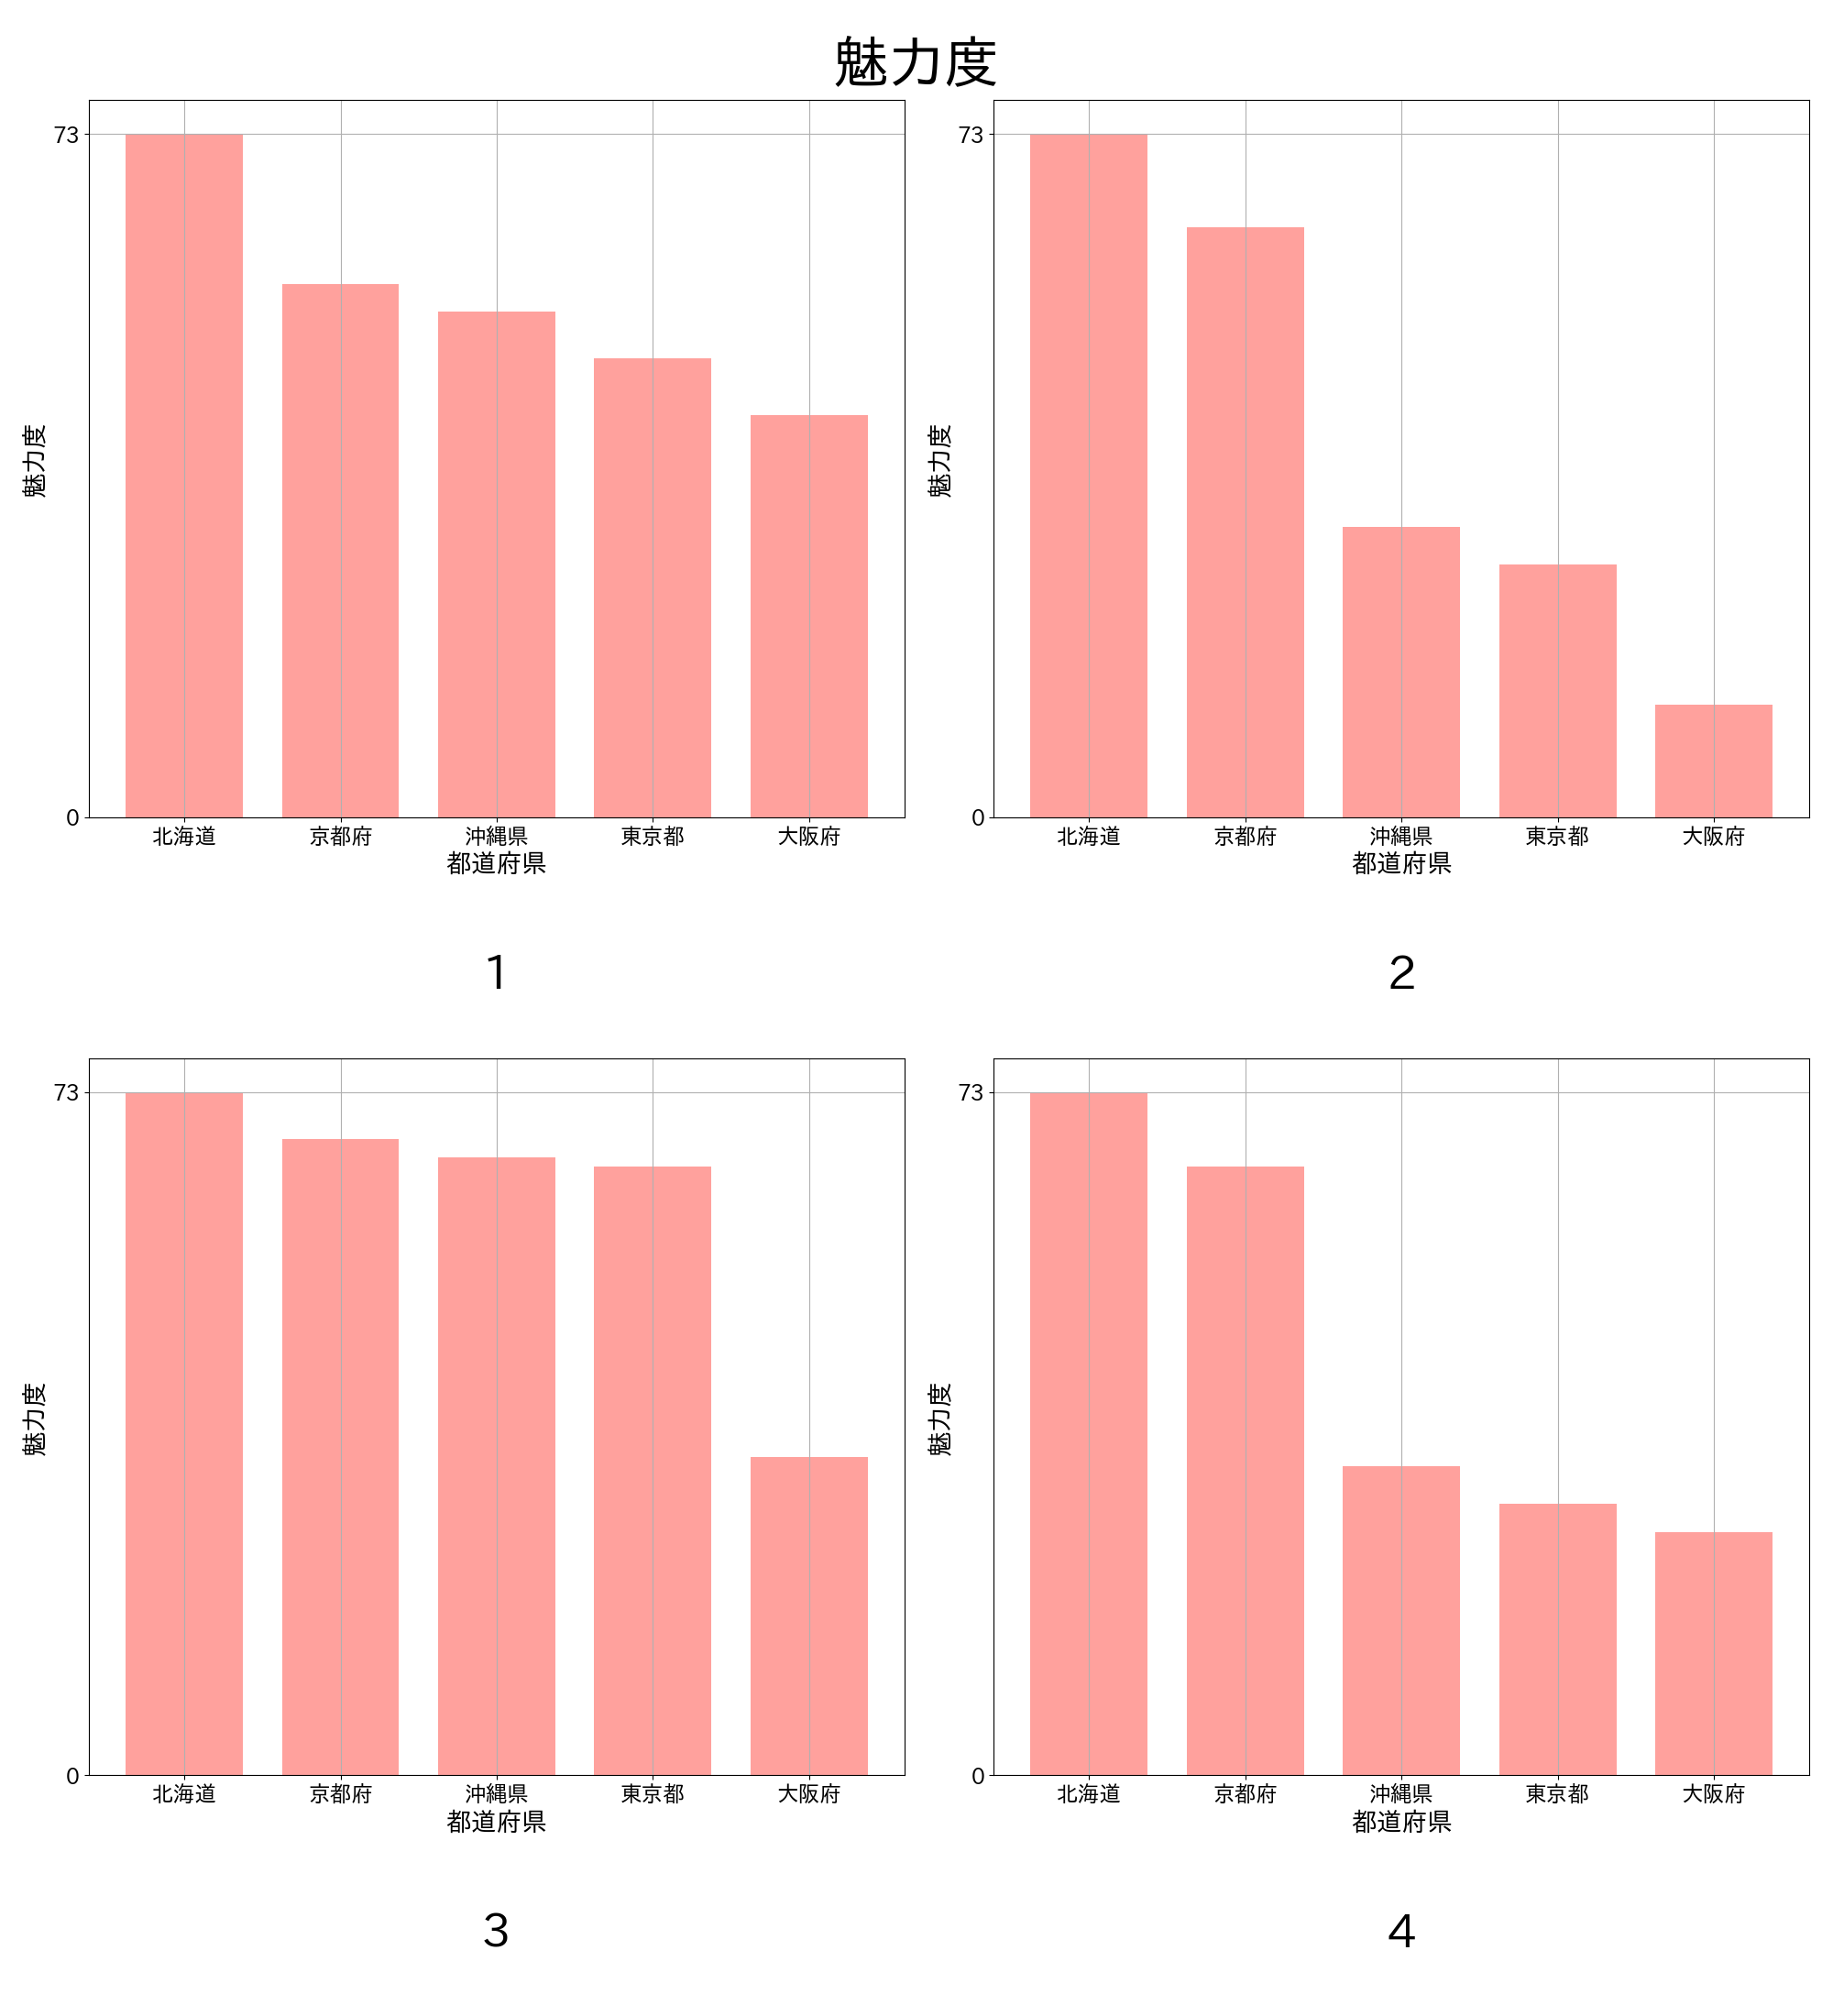 魅力度
73
0
魅力度
北海道 京都府 沖縄県 東京都 大阪府
都道府県
1
73
0
魅力度
北海道 京都府 沖縄県 東京都 大阪府
都道府県
2
73
0
魅力度
北海道 京都府 沖縄県 東京都 大阪府
都道府県
3
73
0
魅力度
北海道 京都府 沖縄県 東京都 大阪府
都道府県
4